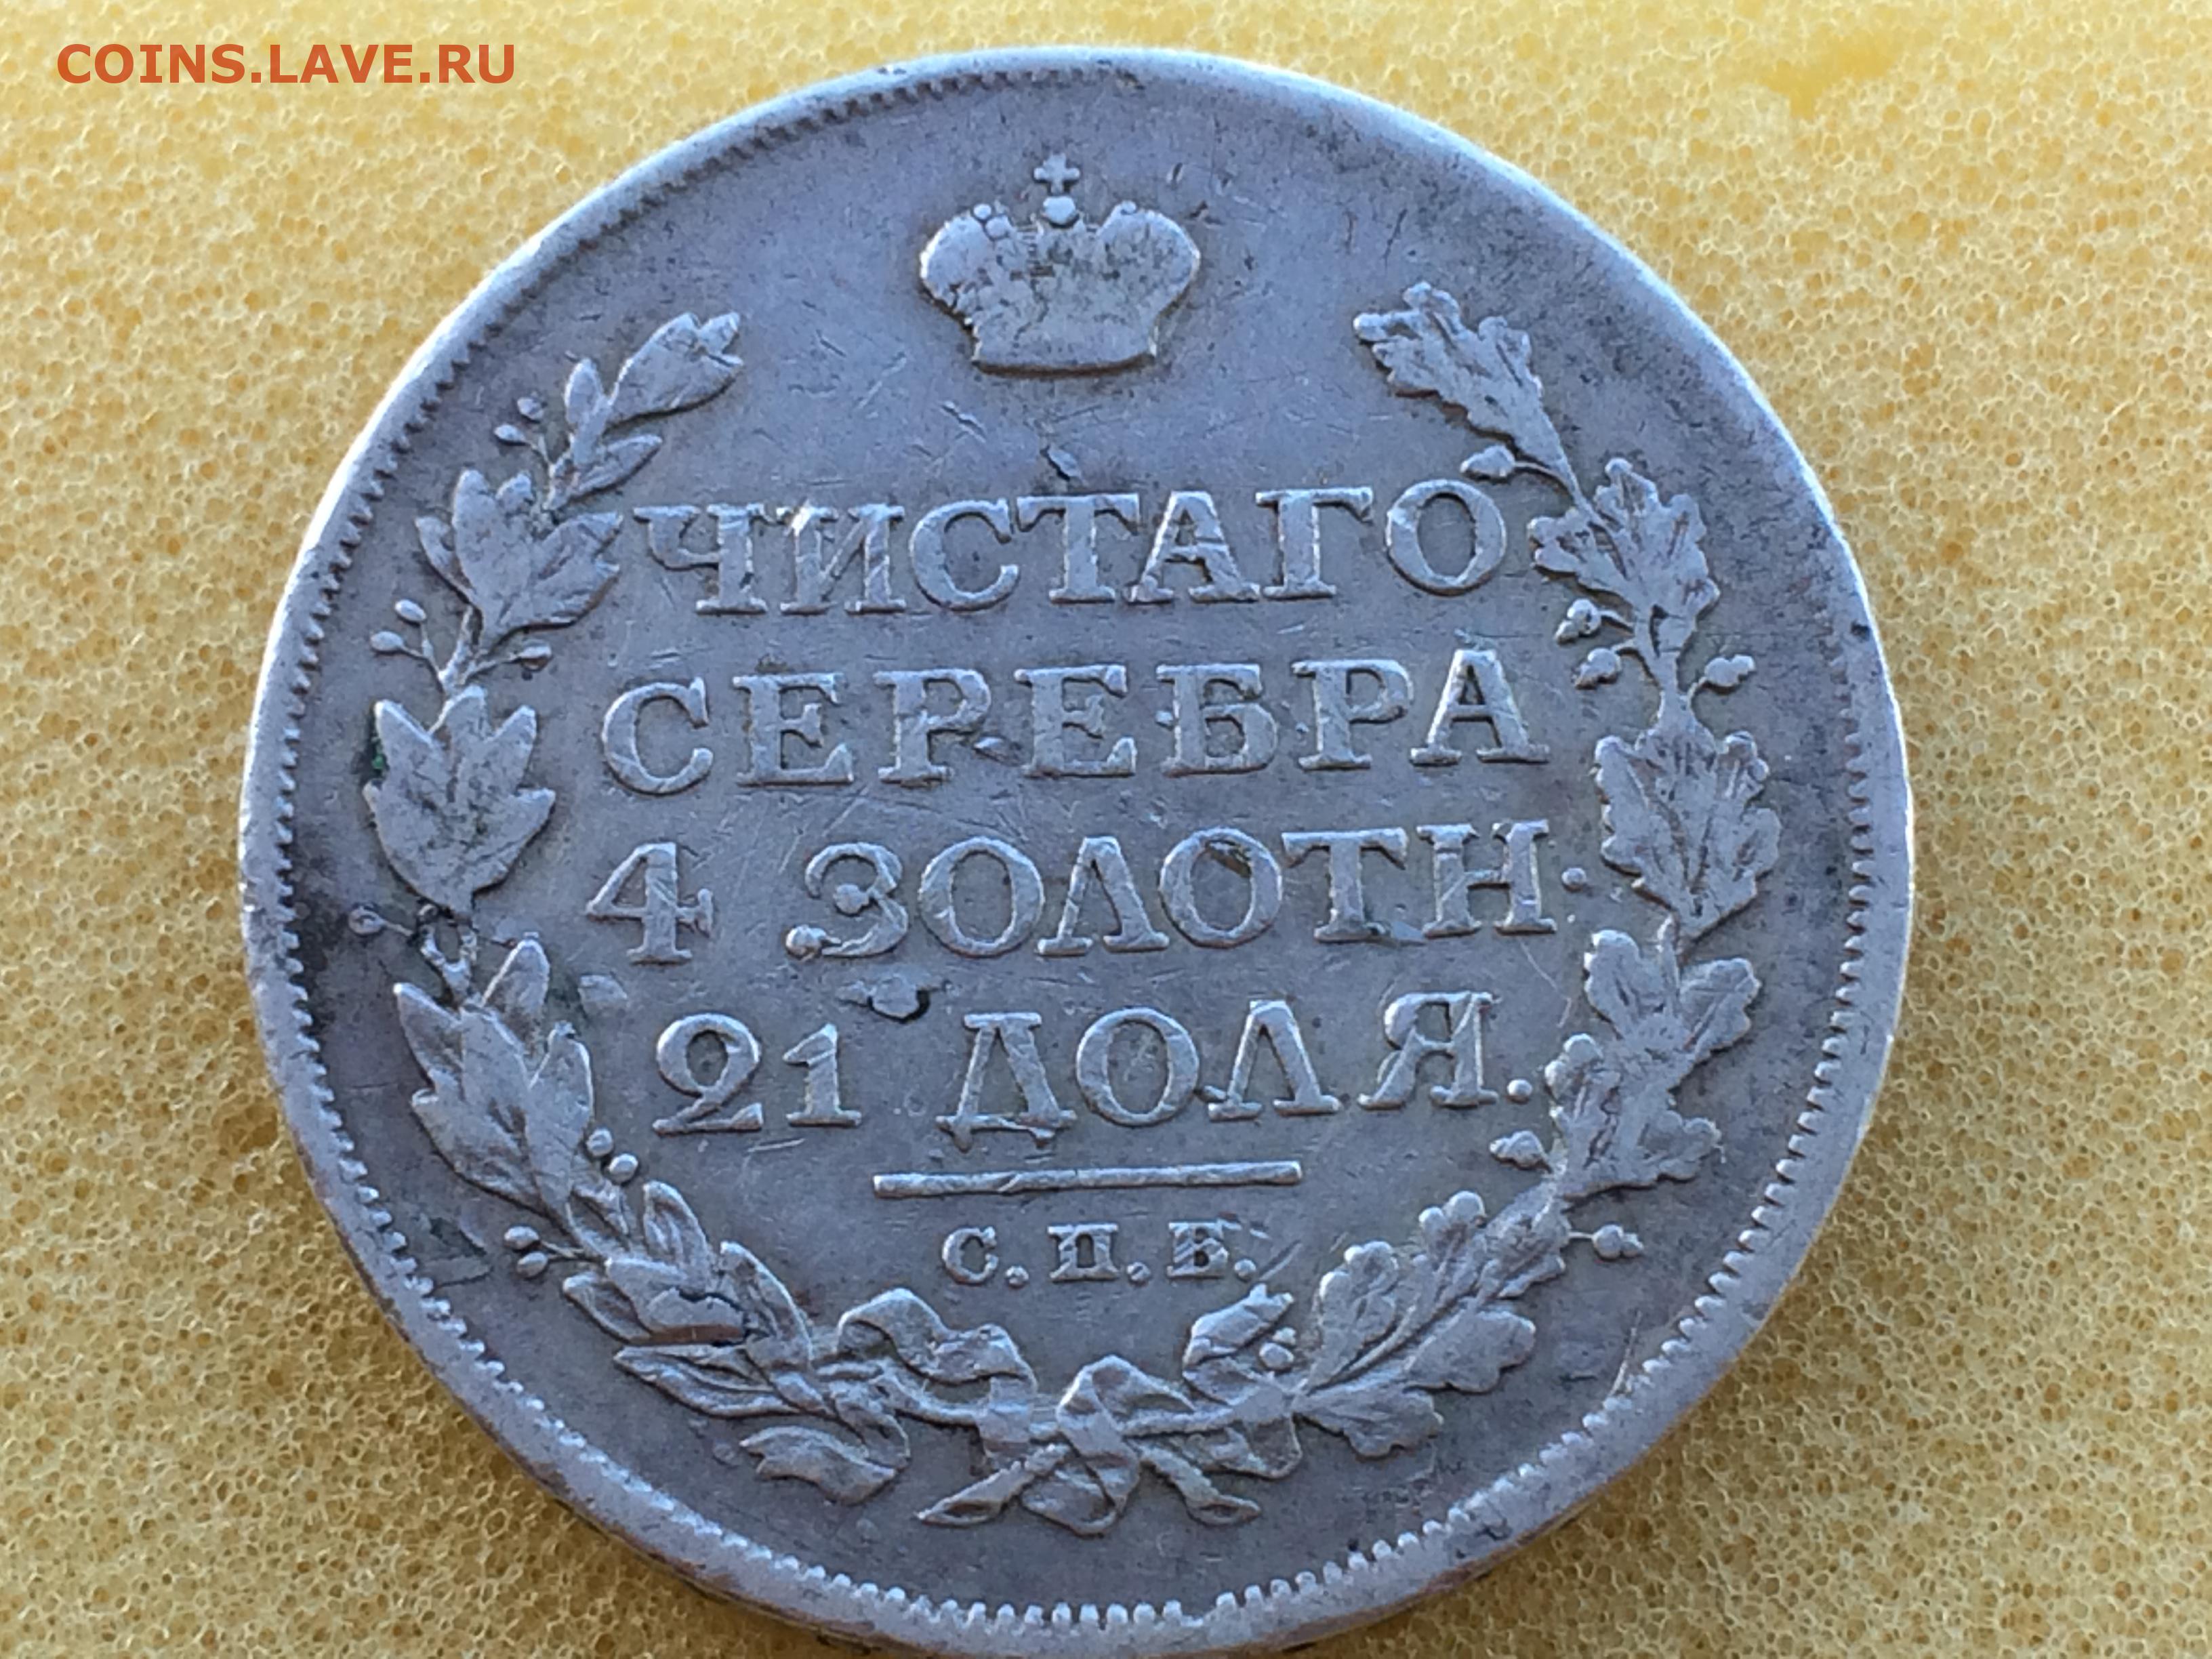 COINS.LAVE.RU
ЧИСТАГО
СЕРЕБРА
4 ЗОЛОТН.
21 ДОЛЯ.
С.П.Б.